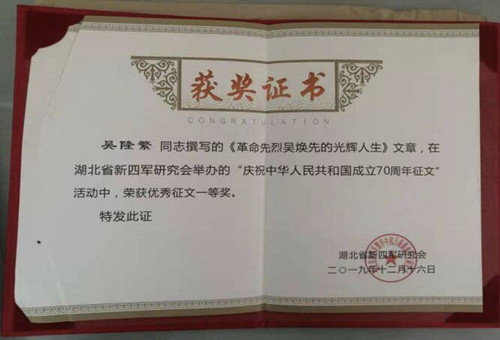 获奖证书
CONGRATULATION
吴隆繁 同志撰写的《革命先烈吴焕先的光辉人生》文章，在
湖北省新四军研究会举办的“庆祝中华人民共和国成立70周年征文”
活动中，荣获优秀征文一等奖。
特发此证
湖北省新四军研究会
二〇一九年十二月十六日